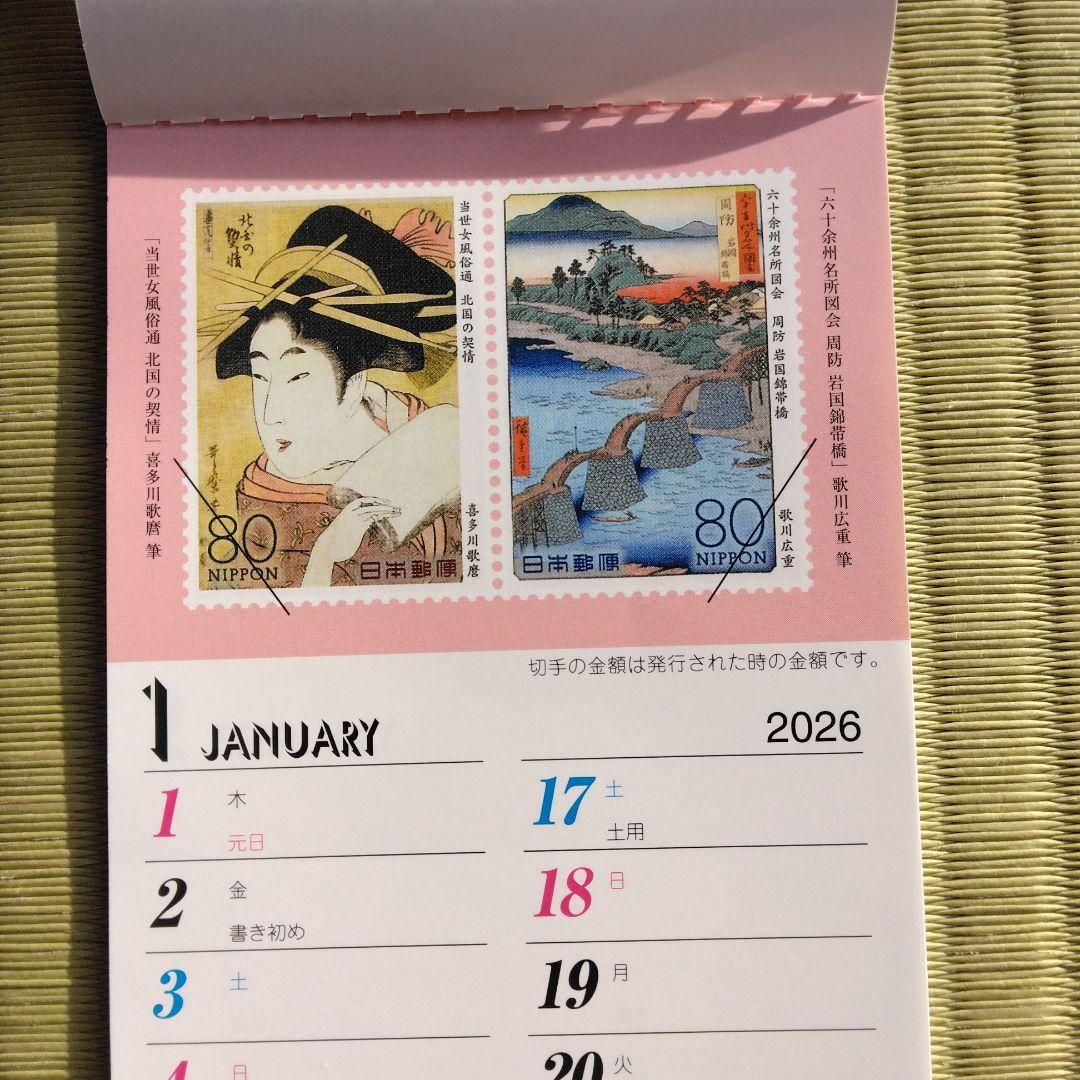 「当世女風俗通 北国の契情」喜多川歌麿 筆
当世女風俗通 北国の契情
喜多川歌麿
80
NIPPON
日本郵便
周防
六十余州名所図会 周防 岩国錦帯橋
歌川広重
80
NIPPON
日本郵便
「六十余州名所図会 周防 岩国錦帯橋」歌川広重 筆
切手の金額は発行された時の金額です。
1 JANUARY
2026
1 木
元日
2 金
書き初め
3 土
4 日
17 土
土用
18 日
19 月
20 火